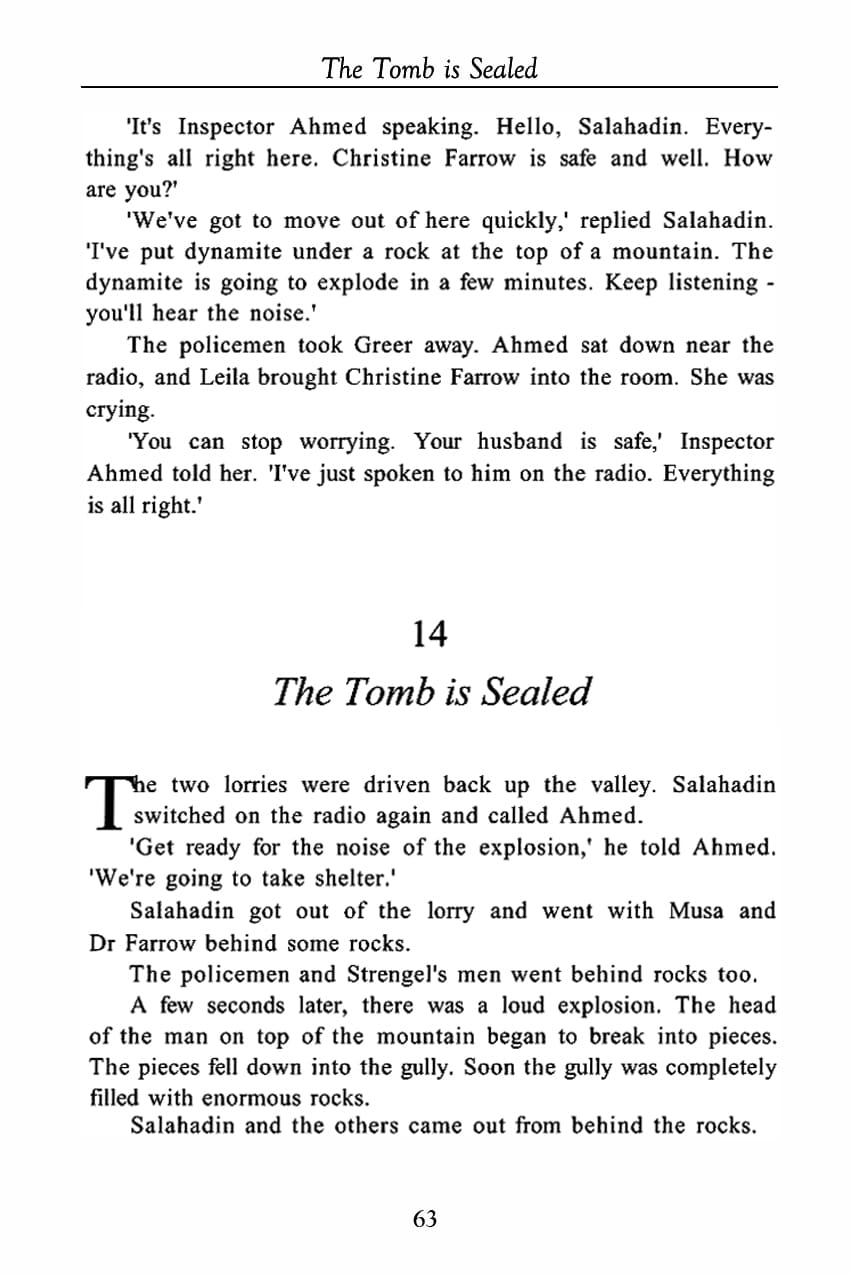 The Tomb is Sealed
'It's Inspector Ahmed speaking. Hello, Salahadin. Every-
thing's all right here. Christine Farrow is safe and well. How
are you?'
'We've got to move out of here quickly,' replied Salahadin.
'I've put dynamite under a rock at the top of a mountain. The
dynamite is going to explode in a few minutes. Keep listening -
you'll hear the noise.'
The policemen took Greer away. Ahmed sat down near the
radio, and Leila brought Christine Farrow into the room. She was
crying.
'You can stop worrying. Your husband is safe,' Inspector
Ahmed told her. 'I've just spoken to him on the radio. Everything
is all right.'
14
The Tomb is Sealed
The two lorries were driven back up the valley. Salahadin
switched on the radio again and called Ahmed.
'Get ready for the noise of the explosion,' he told Ahmed.
'We're going to take shelter.'
Salahadin got out of the lorry and went with Musa and
Dr Farrow behind some rocks.
The policemen and Strengel's men went behind rocks too.
A few seconds later, there was a loud explosion. The head
of the man on top of the mountain began to break into pieces.
The pieces fell down into the gully. Soon the gully was completely
filled with enormous rocks.
Salahadin and the others came out from behind the rocks.
63